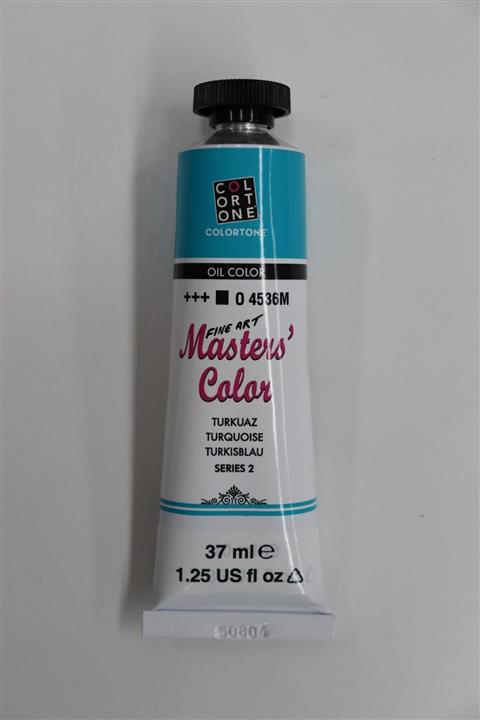 COL
ORT
ONE
COLORTONE
OIL COLOR
+++ ■ O 4536M
FINE ART
Masters'
Color
TURKUAZ
TURQUOISE
TURKISBLAU
SERIES 2
37 ml ℮
1.25 US fl oz
50804